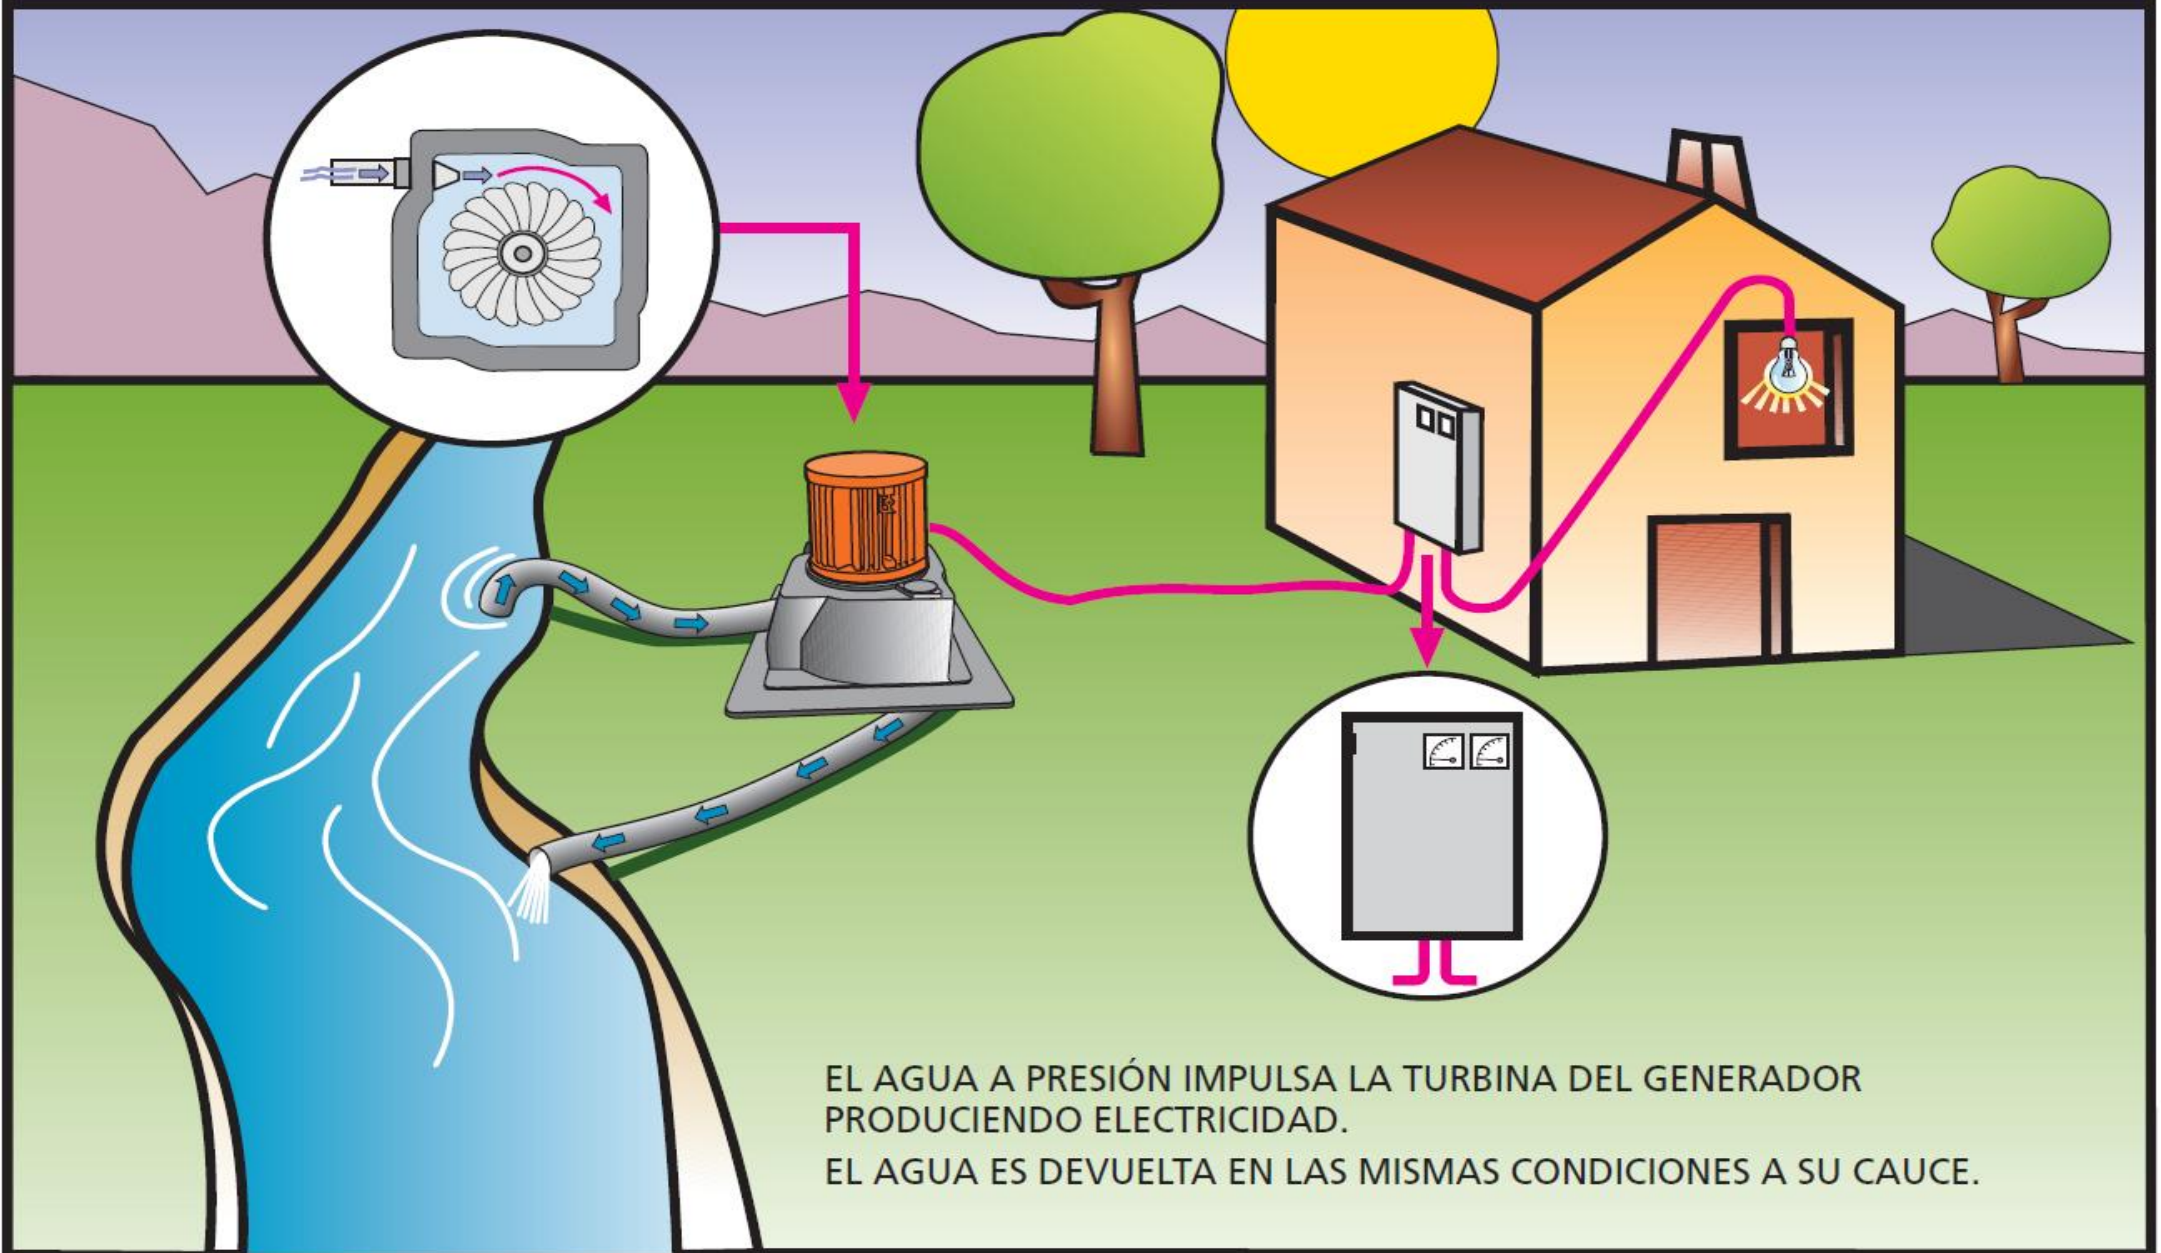 EL AGUA A PRESIÓN IMPULSA LA TURBINA DEL GENERADOR
PRODUCIENDO ELECTRICIDAD.
EL AGUA ES DEVUELTA EN LAS MISMAS CONDICIONES A SU CAUCE.